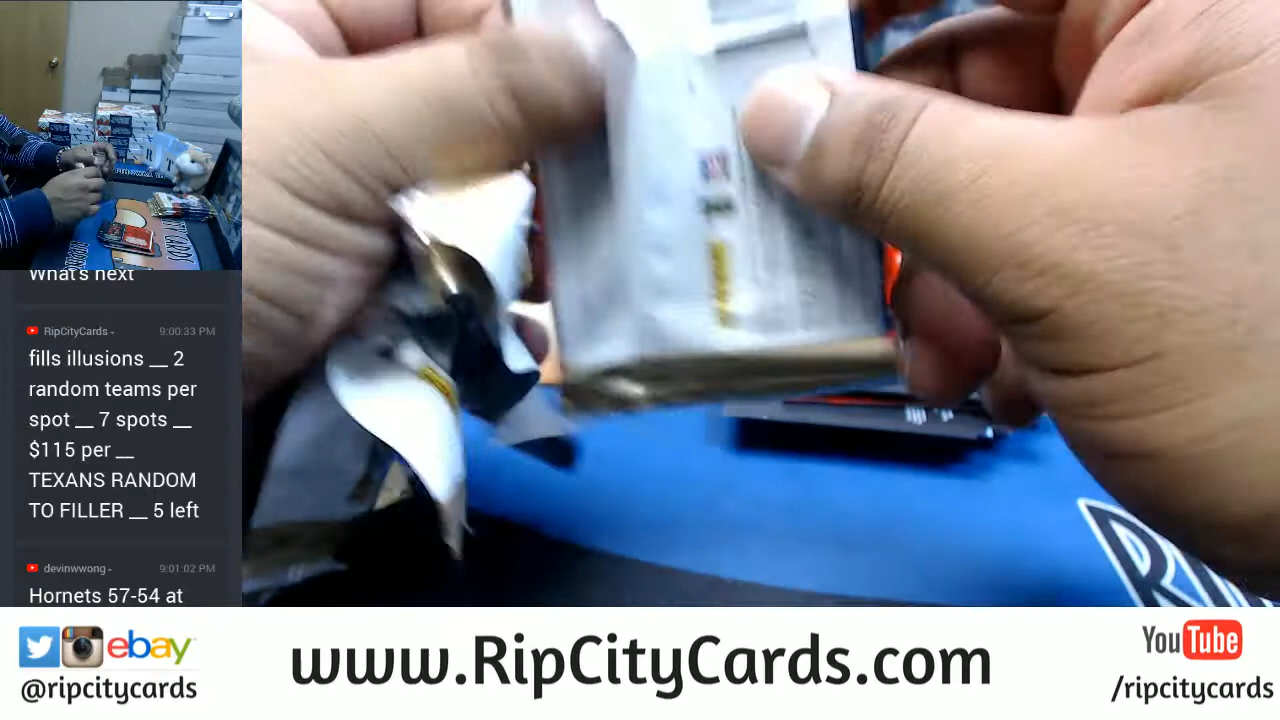 What's next
RipCityCards- 9:00:33 PM
fills illusions __ 2
random teams per
spot __ 7 spots __
$115 per __
TEXANS RANDOM
TO FILLER __ 5 left
devinwwong- 9:01:02 PM
Hornets 57-54 at
ebay
@ripcitycards
www.RipCityCards.com
YouTube
/ripcitycards